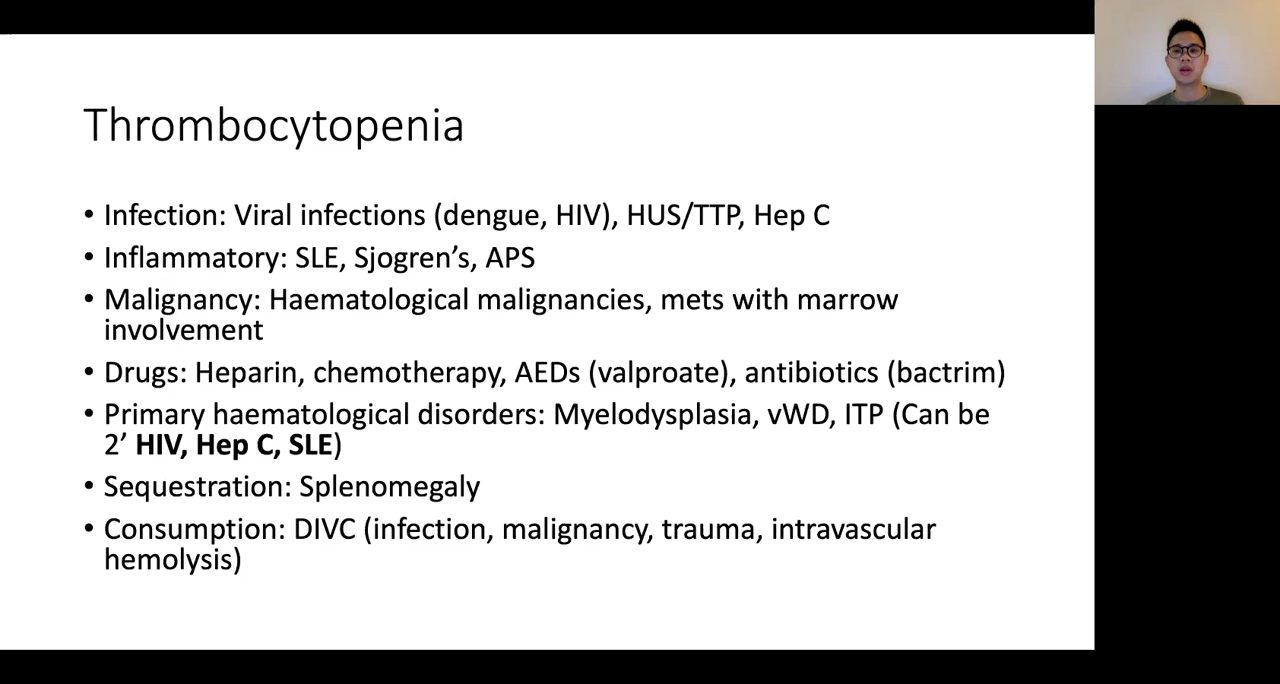 Thrombocytopenia
• Infection: Viral infections (dengue, HIV), HUS/TTP, Hep C
• Inflammatory: SLE, Sjogren’s, APS
• Malignancy: Haematological malignancies, mets with marrow
involvement
• Drugs: Heparin, chemotherapy, AEDs (valproate), antibiotics (bactrim)
• Primary haematological disorders: Myelodysplasia, vWD, ITP (Can be
2’ HIV, Hep C, SLE)
• Sequestration: Splenomegaly
• Consumption: DIVC (infection, malignancy, trauma, intravascular
hemolysis)